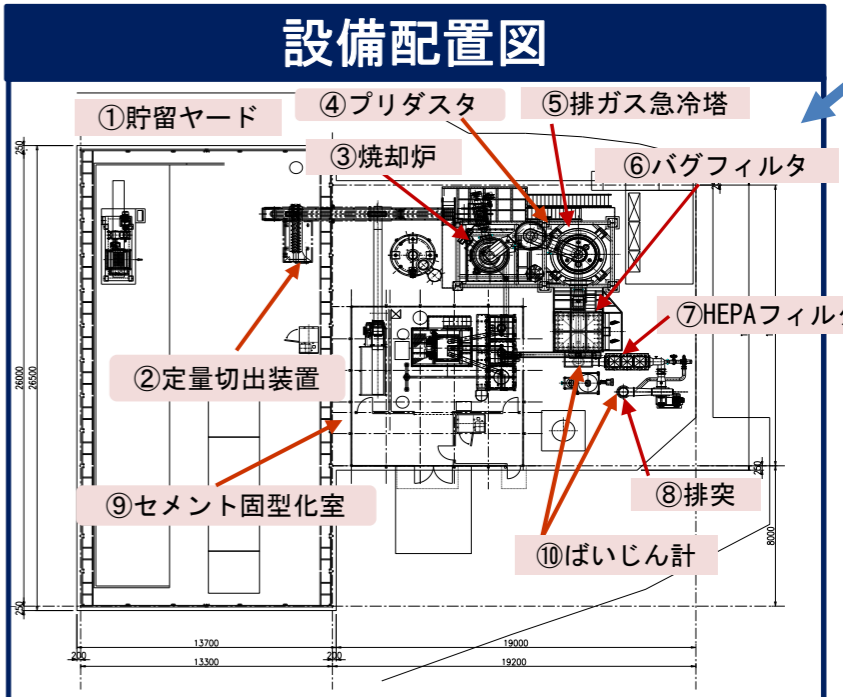 設備配置図
①貯留ヤード
④プリダスタ
⑤排ガス急冷塔
③焼却炉
⑥バグフィルタ
⑦HEPAフィルタ
②定量切出装置
⑨セメント固型化室
⑧排突
⑩ばいじん計
250
26000
26500
250
250
8000
13700
19000
200
13300
200
19200